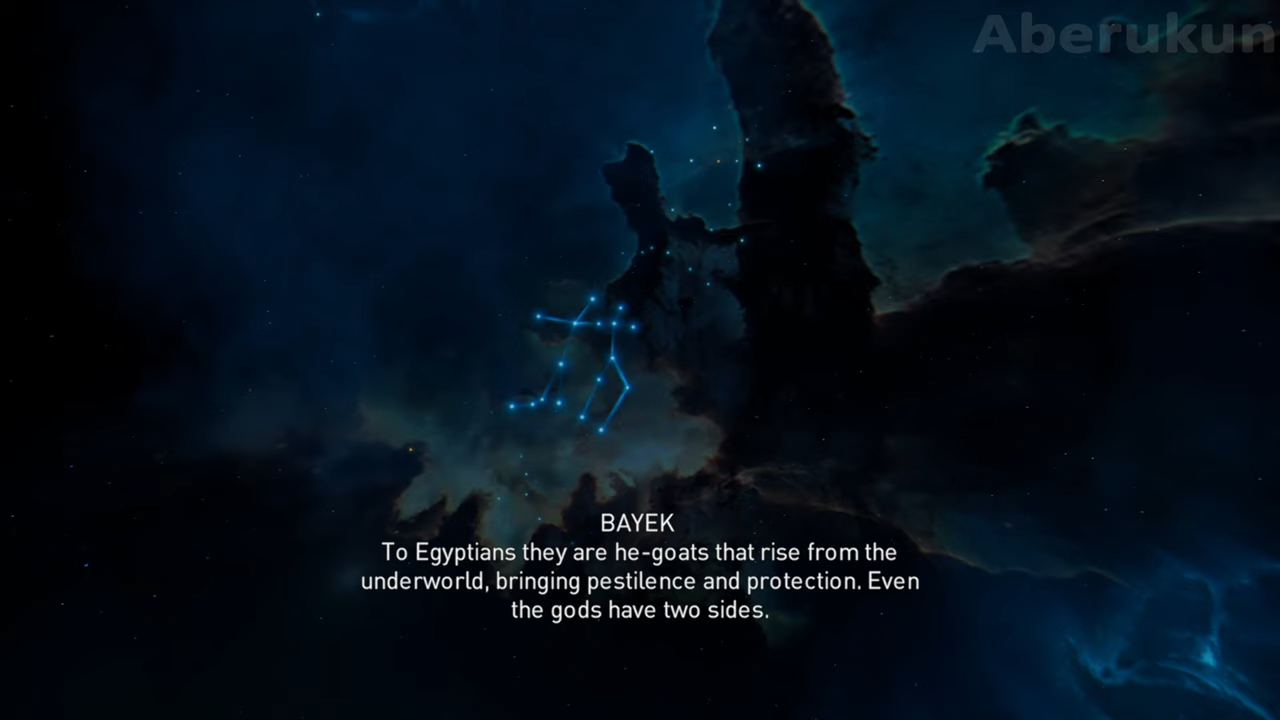 Aberukun
BAYEK
To Egyptians they are he-goats that rise from the
underworld, bringing pestilence and protection. Even
the gods have two sides.